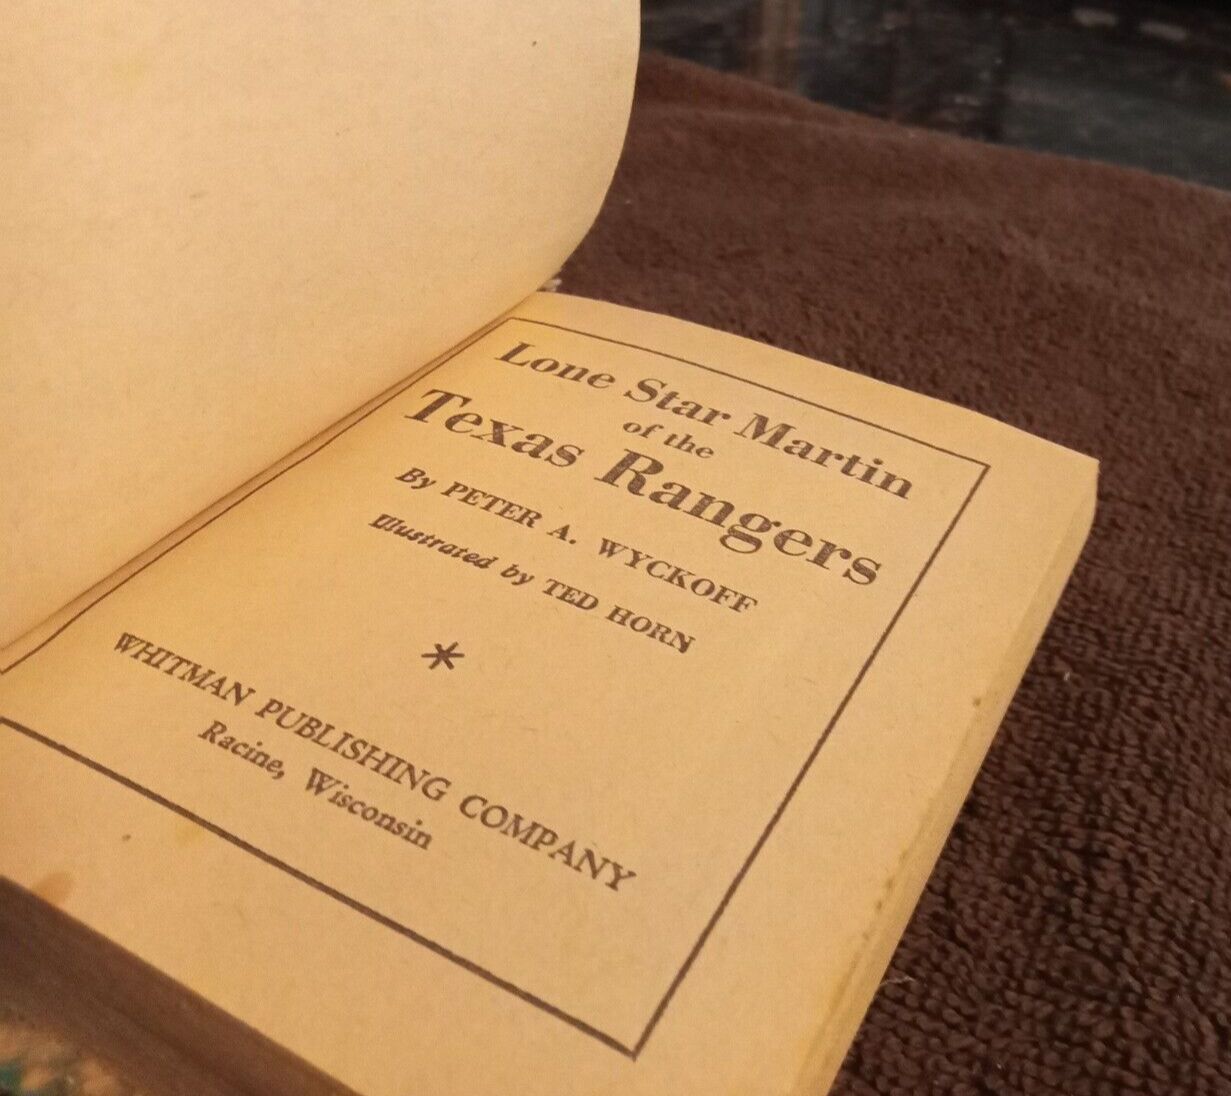 Lone Star Martin
of the
Texas Rangers
By PETER A. WYCKOFF
Illustrated by TED HORN
*
WHITMAN PUBLISHING COMPANY
Racine, Wisconsin